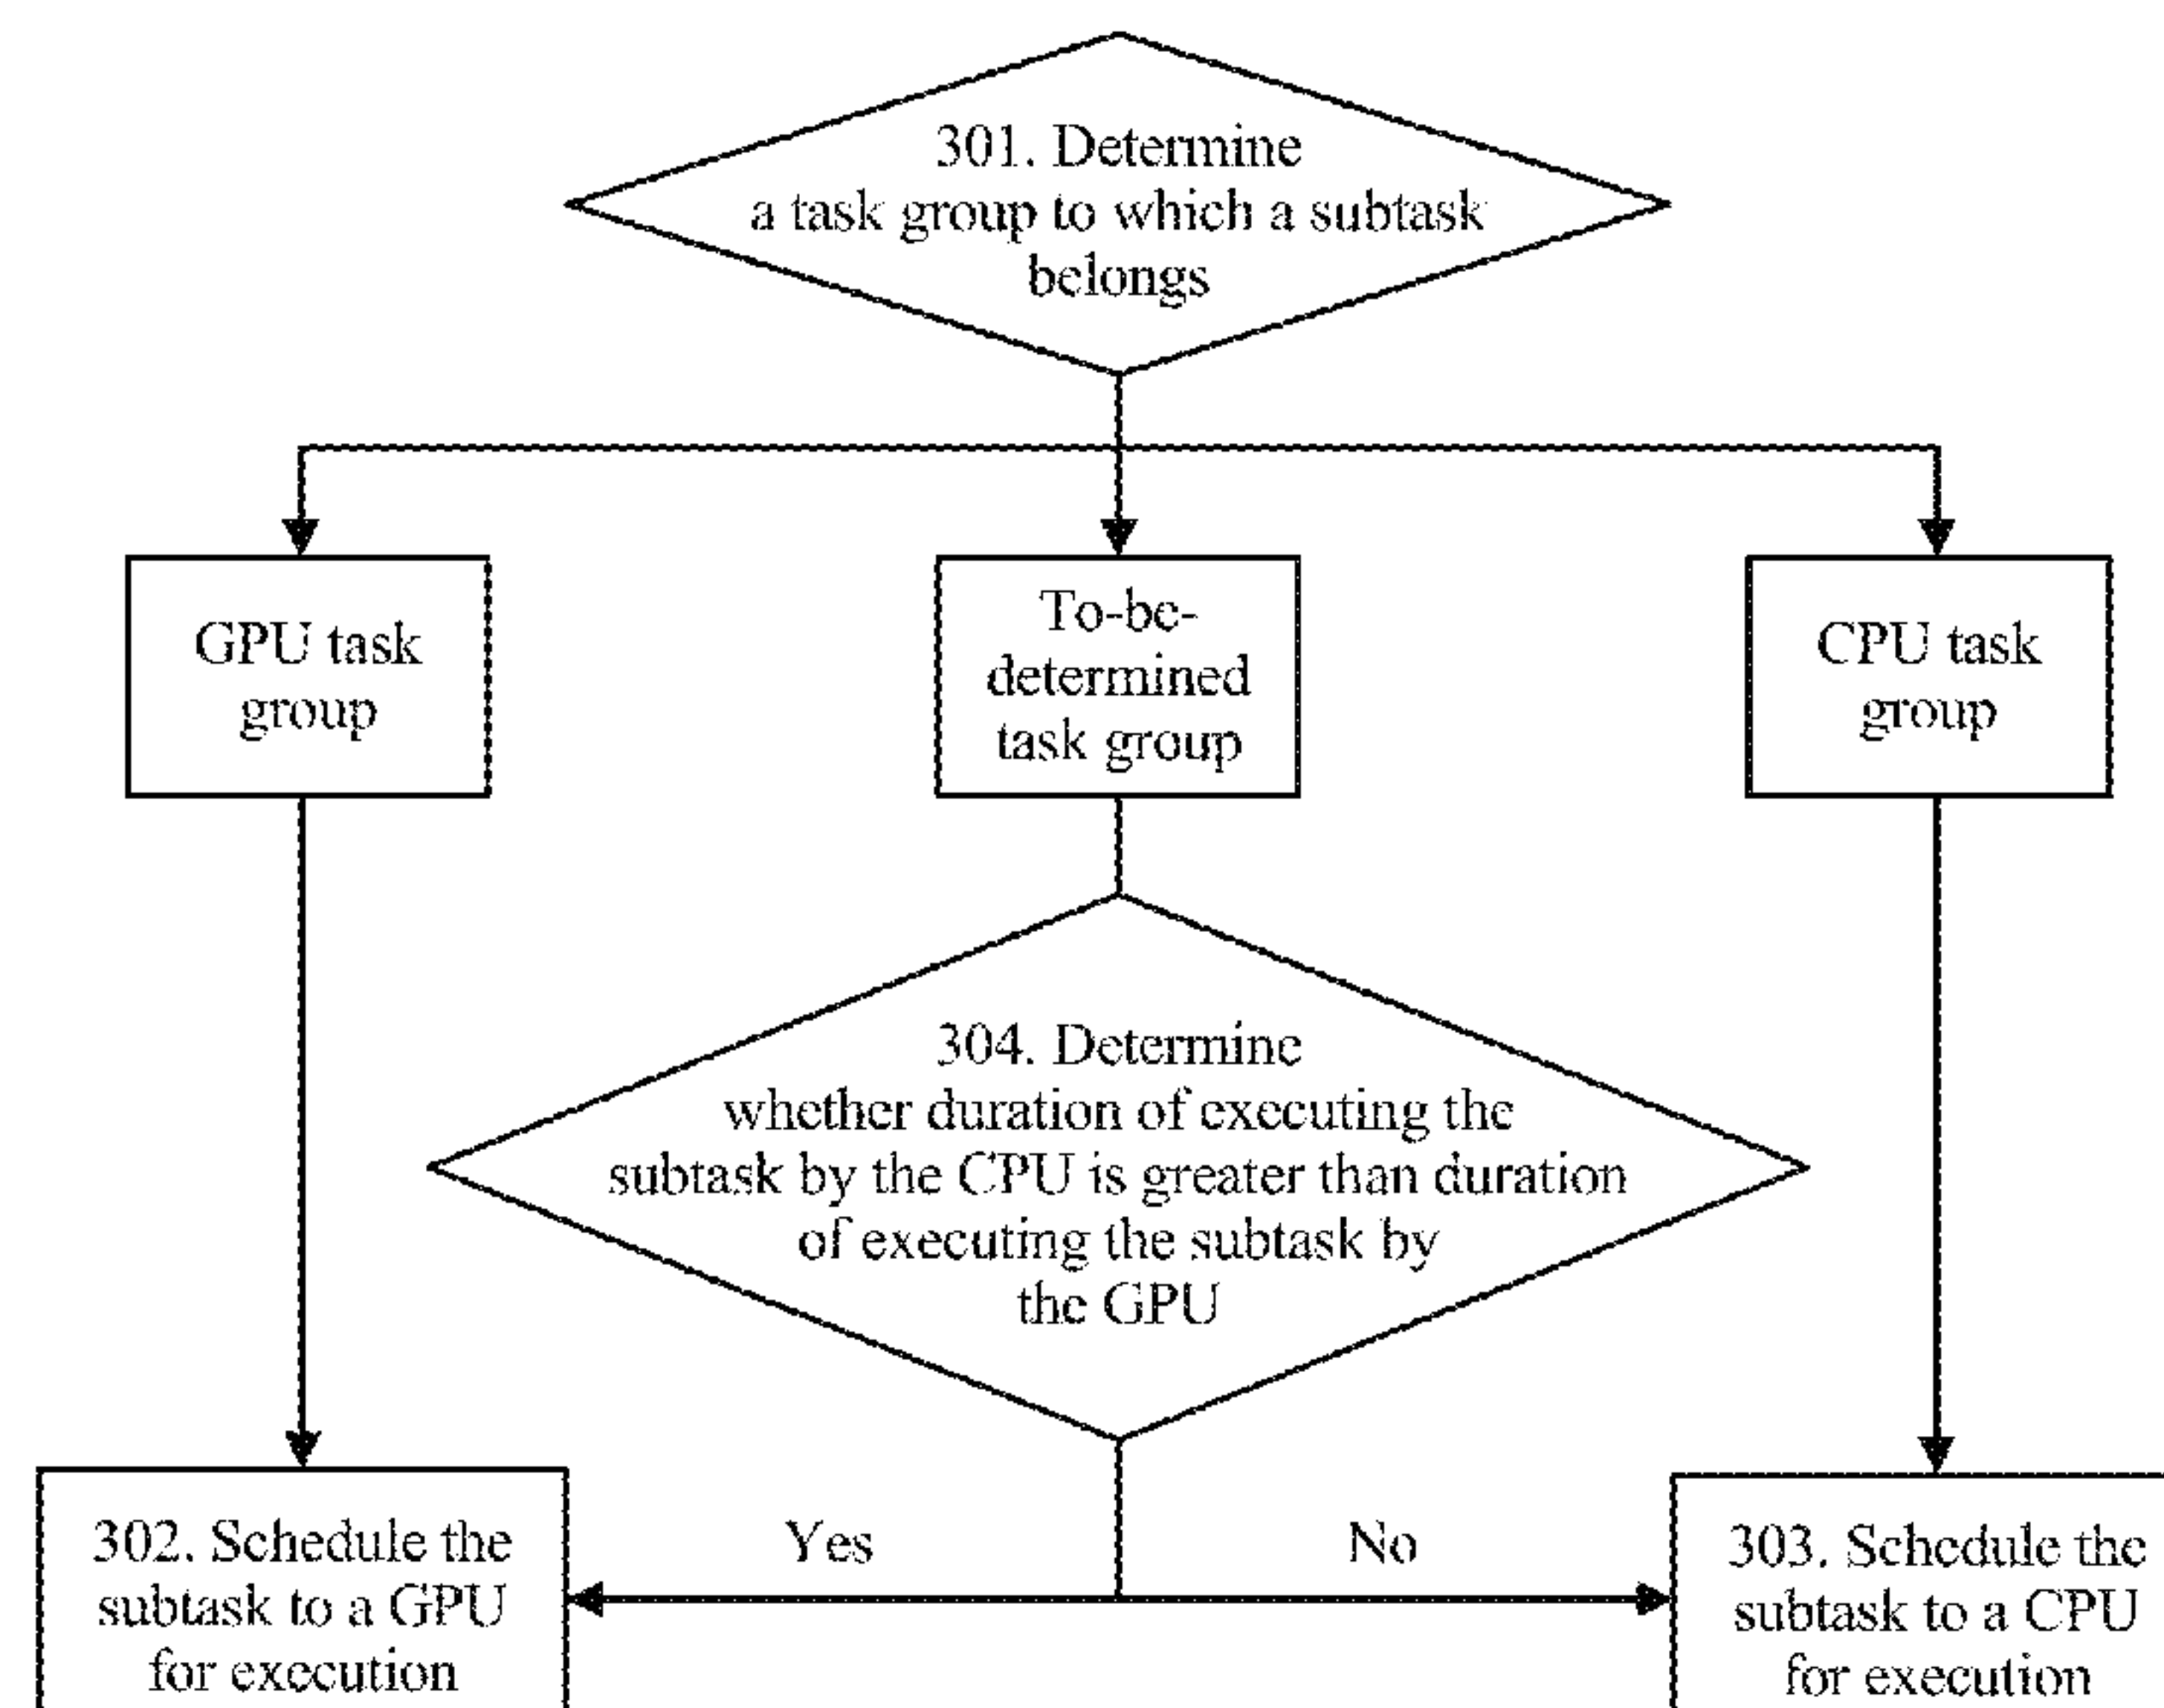 301. Determine
a task group to which a subtask
belongs
GPU task
group
To-be-
determined
task group
CPU task
group
304. Determine
whether duration of executing the
subtask by the CPU is greater than duration
of executing the subtask by
the GPU
Yes
No
302. Schedule the
subtask to a GPU
for execution
303. Schedule the
subtask to a CPU
for execution